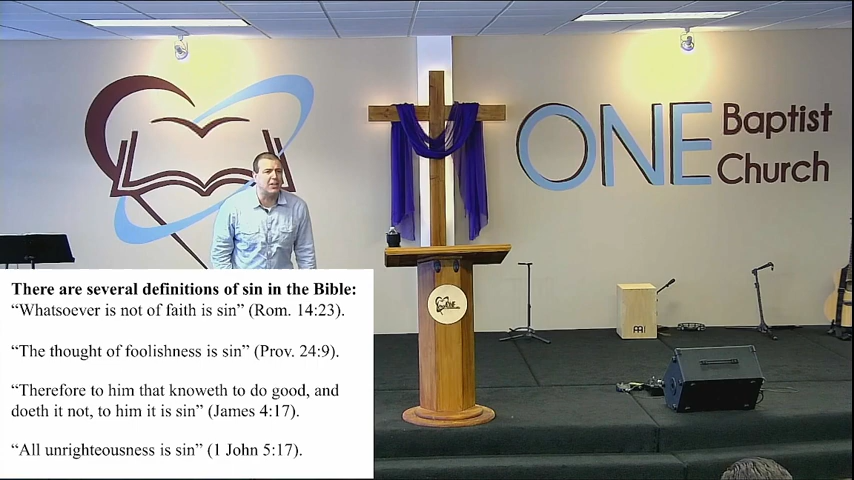 ONE Baptist
Church
ONE
MEINL
There are several definitions of sin in the Bible:
“Whatsoever is not of faith is sin” (Rom. 14:23).
“The thought of foolishness is sin” (Prov. 24:9).
“Therefore to him that knoweth to do good, and
doeth it not, to him it is sin” (James 4:17).
“All unrighteousness is sin” (1 John 5:17).